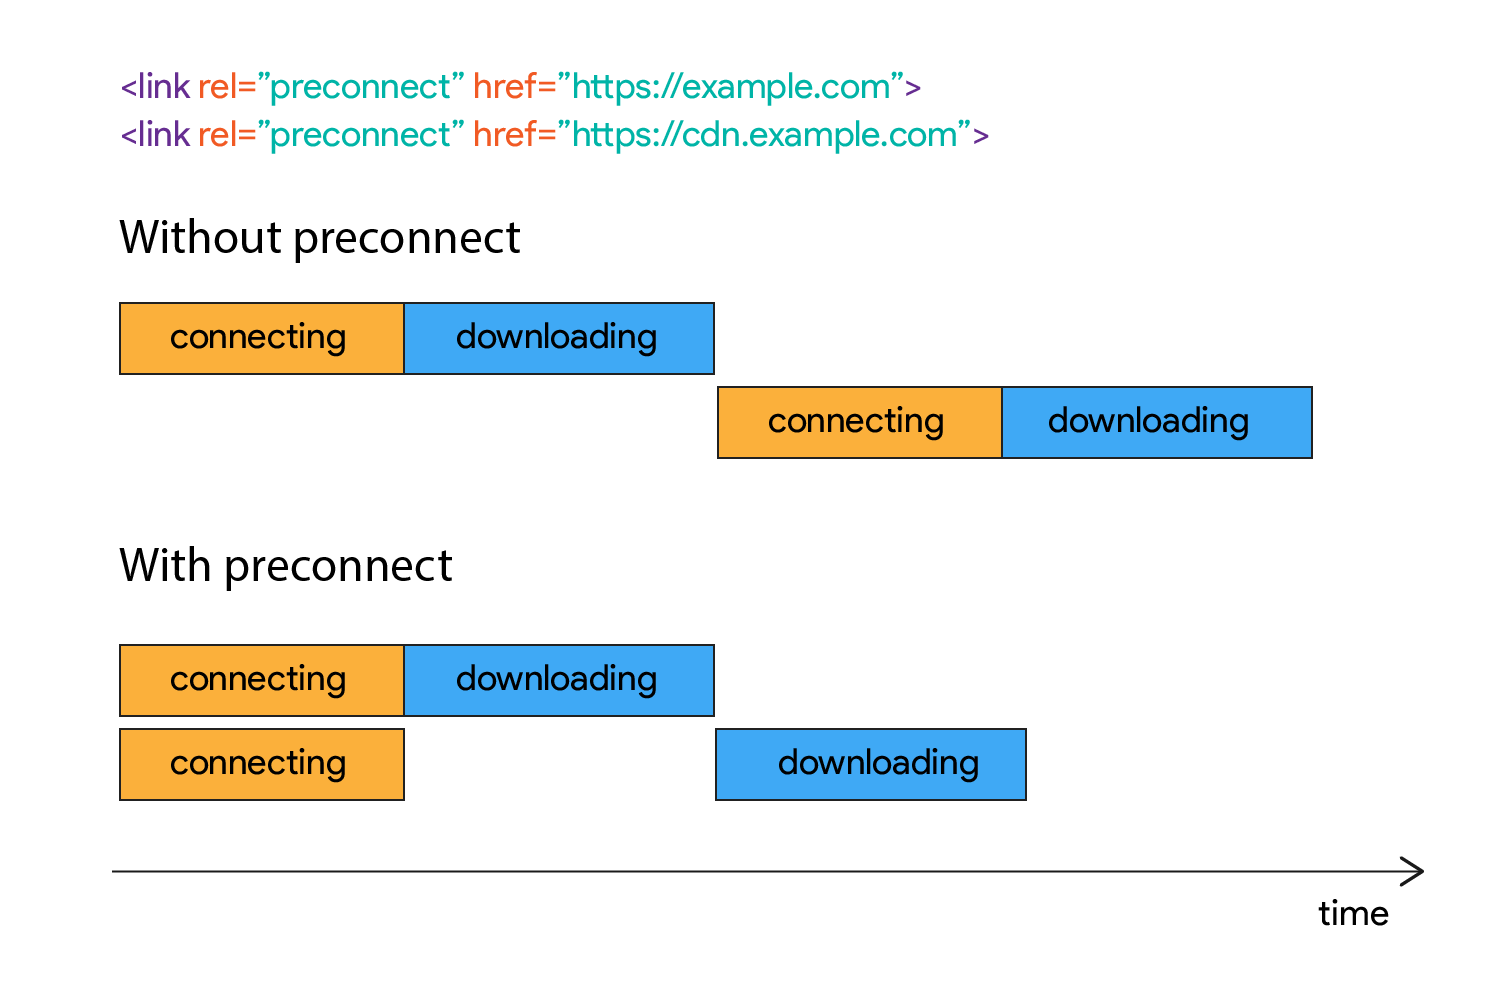 <link rel=”preconnect” href=”https://example.com”>
<link rel=”preconnect” href=”https://cdn.example.com”>
Without preconnect
connecting downloading
connecting downloading
With preconnect
connecting downloading
connecting downloading
time